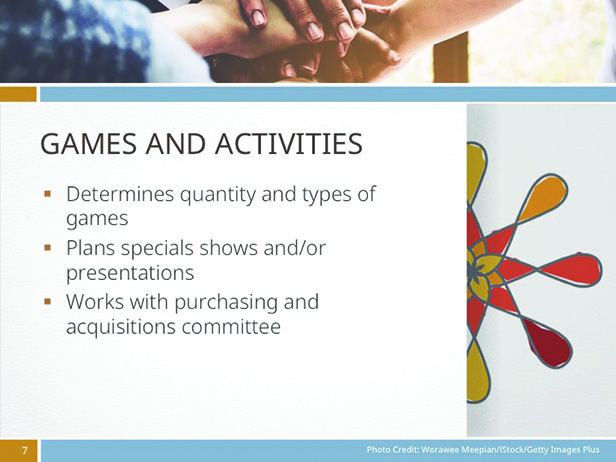 GAMES AND ACTIVITIES
Determines quantity and types of
games
Plans specials shows and/or
presentations
Works with purchasing and
acquisitions committee
7
Photo Credit: Worawee Meepian/iStock/Getty Images Plus